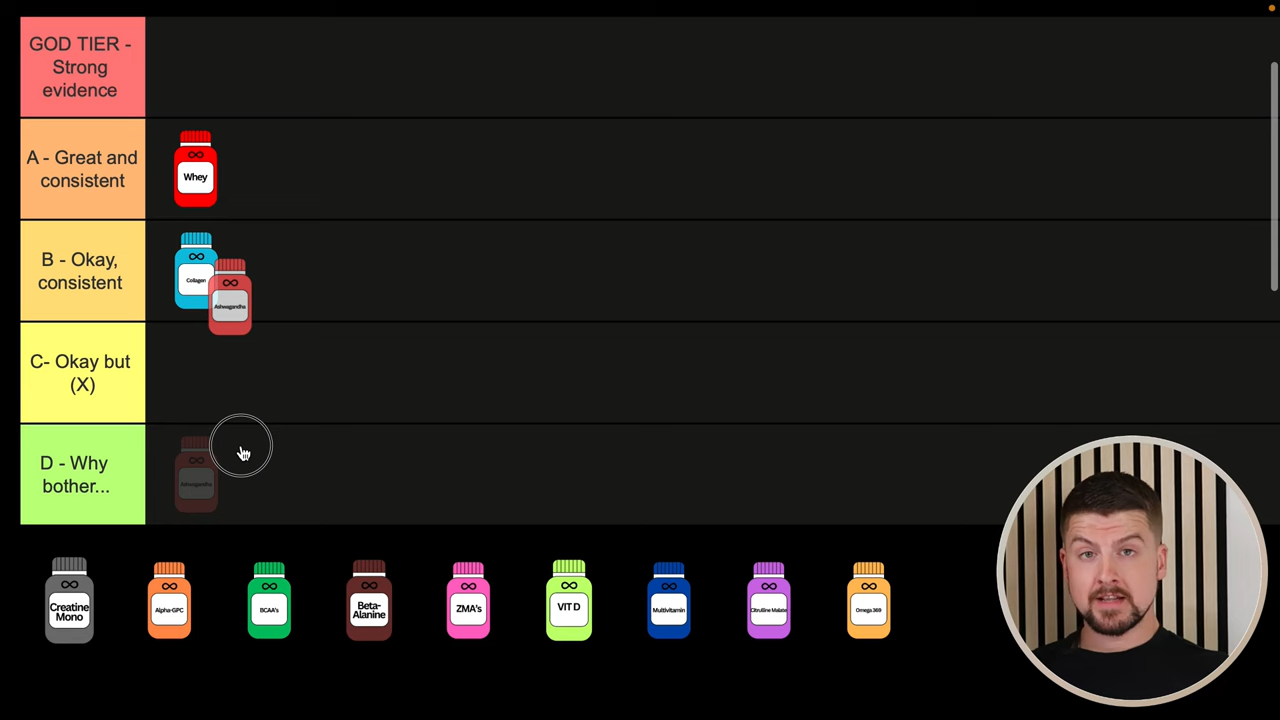 GOD TIER -
Strong
evidence
A - Great and
consistent
Whey
B - Okay,
consistent
Collagen
Ashwagandha
C- Okay but
(X)
D - Why
bother...
Ashwagandha
Creatine
Mono
Alpha-GPC
BCAA's
Beta-
Alanine
ZMA's
VIT D
Multivitamin
Citrulline Malate
Omega 369